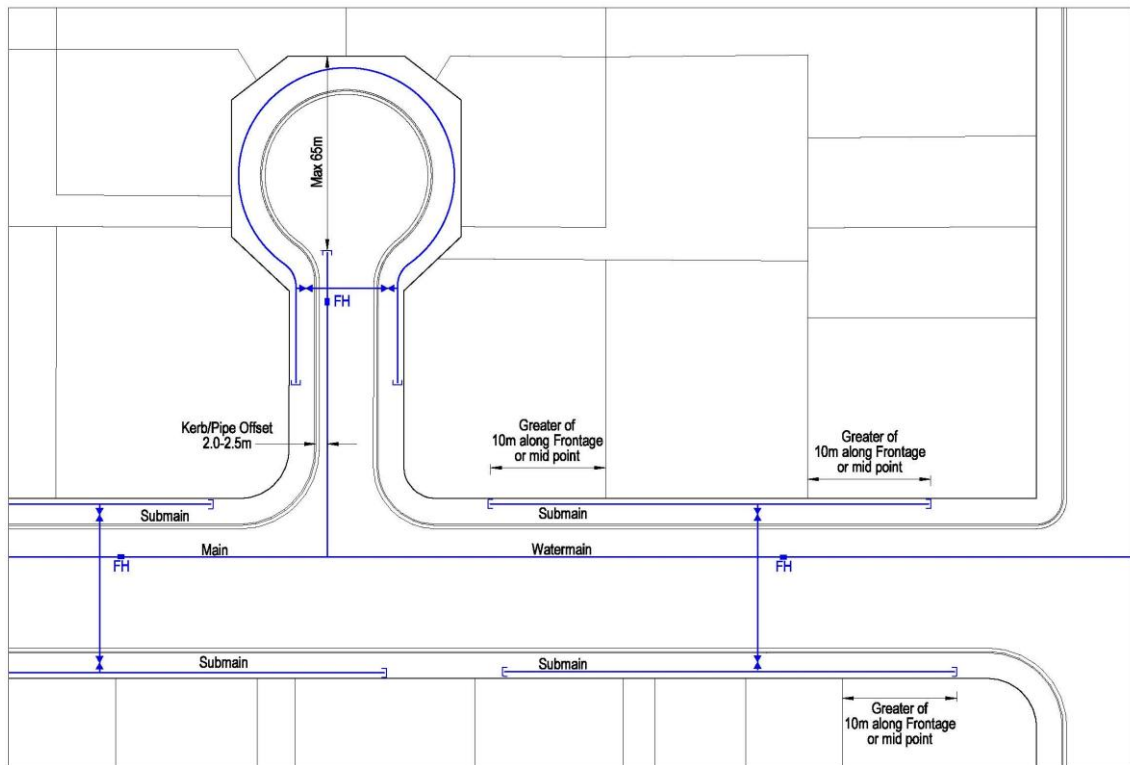 Max 65m
FH
Kerb/Pipe Offset
2.0-2.5m
Greater of
10m along Frontage
or mid point
Greater of
10m along Frontage
or mid point
Submain
Submain
Main
Watermain
FH
FH
Submain
Submain
Greater of
10m along Frontage
or mid point